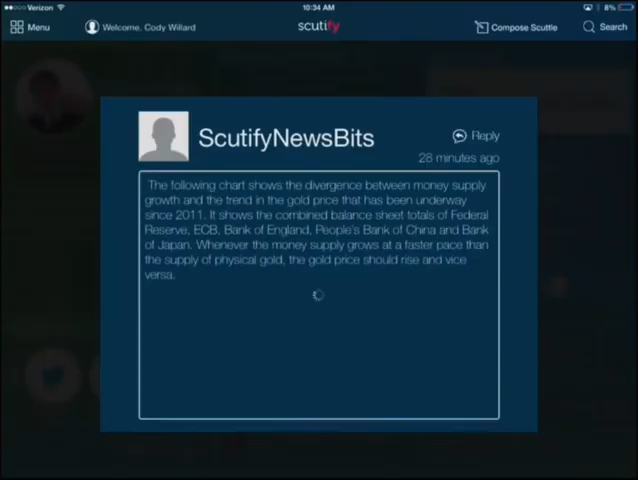 Verizon 10:34 AM 8%
Menu Welcome, Cody Willard scutify Compose Scuttle Search
ScutifyNewsBits Reply
28 minutes ago
The following chart shows the divergence between money supply
growth and the trend in the gold price that has been underway
since 2011. It shows the combined balance sheet totals of Federal
Reserve, ECB, Bank of England, People's Bank of China and Bank
of Japan. Whenever the money supply grows at a faster pace than
the supply of physical gold, the gold price should rise and vice
versa.